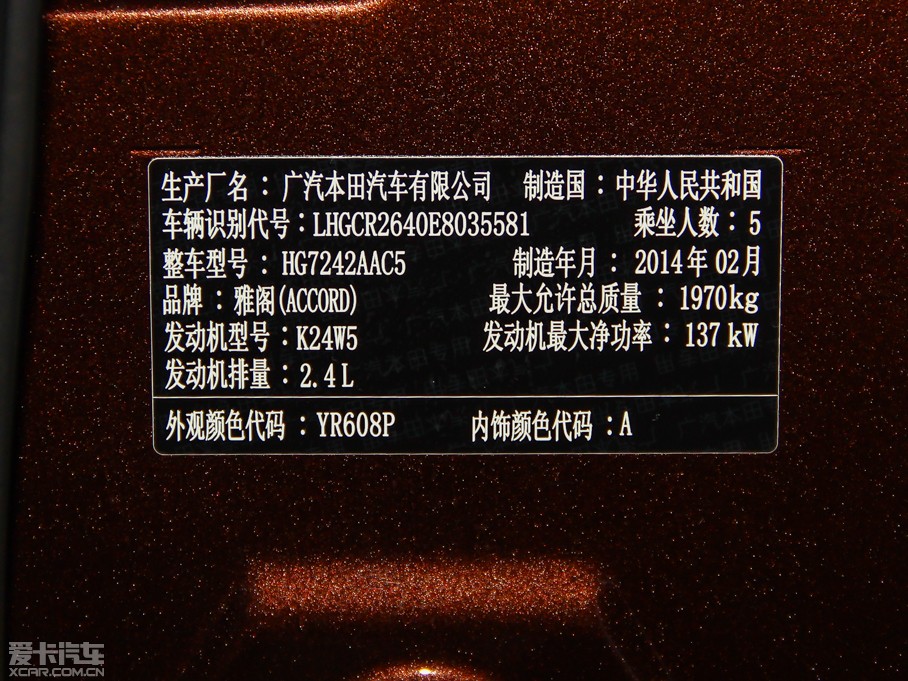 生产厂名：广汽本田汽车有限公司 制造国：中华人民共和国
车辆识别代号：LHGCR2640E8035581 乘坐人数：5
整车型号：HG7242AAC5 制造年月：2014年02月
品牌：雅阁(ACCORD) 最大允许总质量：1970kg
发动机型号：K24W5 发动机最大净功率：137kW
发动机排量：2.4L
外观颜色代码：YR608P 内饰颜色代码：A
爱卡汽车
XCAR.COM.CN